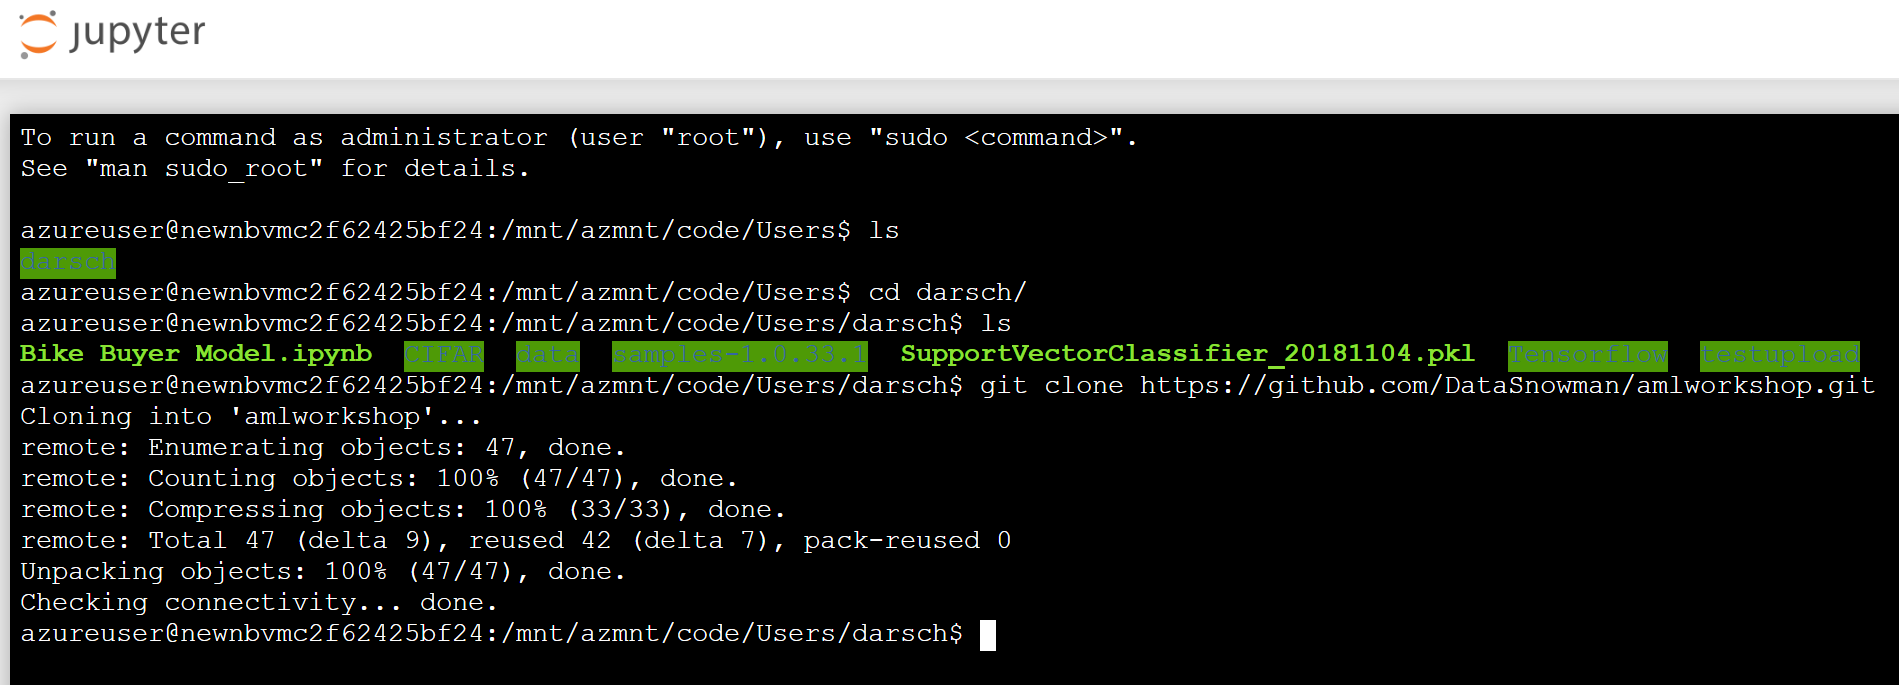 jupyter
To run a command as administrator (user "root"), use "sudo <command>".
See "man sudo_root" for details.
azureuser@newnbvmc2f62425bf24:/mnt/azmnt/code/Users$ ls
darsch
azureuser@newnbvmc2f62425bf24:/mnt/azmnt/code/Users$ cd darsch/
azureuser@newnbvmc2f62425bf24:/mnt/azmnt/code/Users/darsch$ ls
Bike Buyer Model.ipynb  CIFAR  data  samples-1.0.33.1  SupportVectorClassifier_20181104.pkl  Tensorflow  testupload
azureuser@newnbvmc2f62425bf24:/mnt/azmnt/code/Users/darsch$ git clone https://github.com/DataSnowman/amlworkshop.git
Cloning into 'amlworkshop'...
remote: Enumerating objects: 47, done.
remote: Counting objects: 100% (47/47), done.
remote: Compressing objects: 100% (33/33), done.
remote: Total 47 (delta 9), reused 42 (delta 7), pack-reused 0
Unpacking objects: 100% (47/47), done.
Checking connectivity... done.
azureuser@newnbvmc2f62425bf24:/mnt/azmnt/code/Users/darsch$